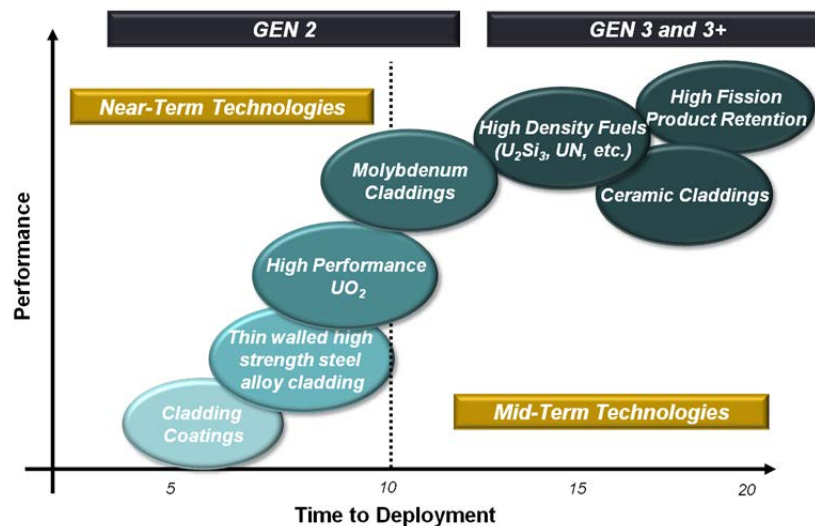 GEN 2
GEN 3 and 3+
Near-Term Technologies
High Fission
Product Retention
High Density Fuels
(U₂Si₃, UN, etc.)
Molybdenum
Claddings
Ceramic Claddings
High Performance
UO₂
Thin walled high
strength steel
alloy cladding
Cladding
Coatings
Mid-Term Technologies
Performance
5
10
15
20
Time to Deployment